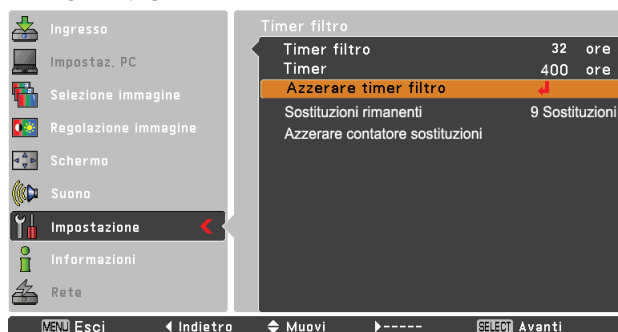 Ingresso
Impostaz. PC
Selezione immagine
Regolazione immagine
Schermo
Suono
Impostazione
Informazioni
Rete
Timer filtro
Timer filtro 32 ore
Timer 400 ore
Azzerare timer filtro
Sostituzioni rimanenti 9 Sostituzioni
Azzerare contatore sostituzioni
MENU Esci Indietro Muovi ----- SELECT Avanti